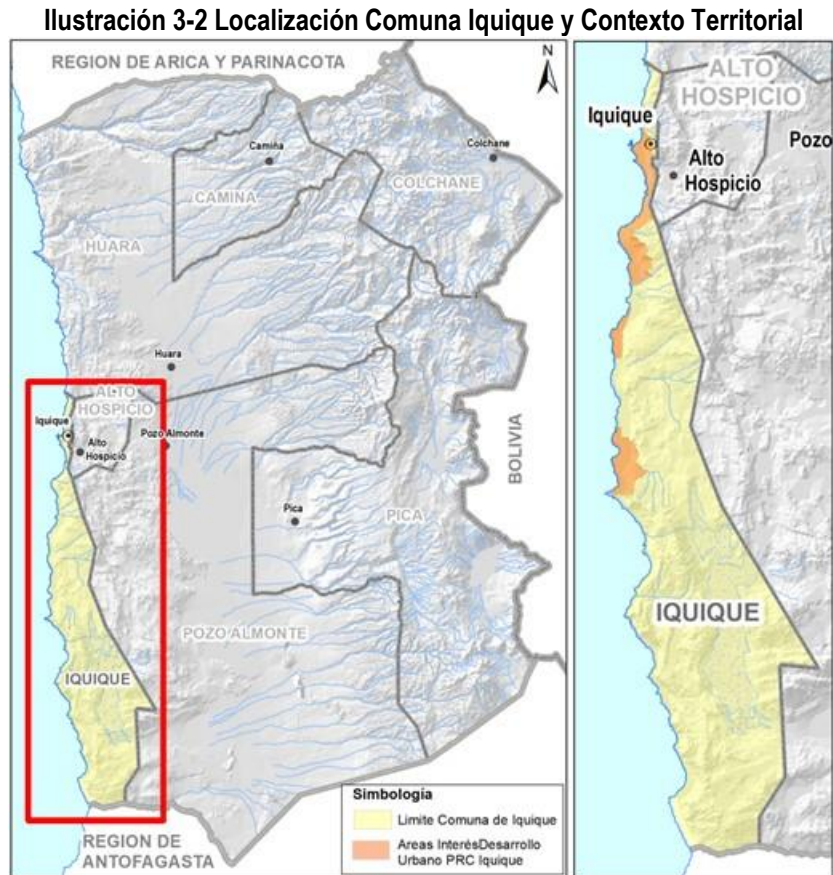 Ilustración 3-2 Localización Comuna Iquique y Contexto Territorial
REGION DE ARICA Y PARINACOTA
N
Camiña
Colchane
CAMINA
COLCHANE
HUARA
Huara
ALTO
HOSPICIO
Iquique
Alto
Hospicio
Pozo Almonte
BOLIVIA
Pica
PICA
POZO ALMONTE
IQUIQUE
REGION DE
ANTOFAGASTA
Simbología
Limite Comuna de Iquique
Areas InterésDesarrollo
Urbano PRC Iquique
ALTO
HOSPICIO
Iquique
Pozo
Alto
Hospicio
IQUIQUE